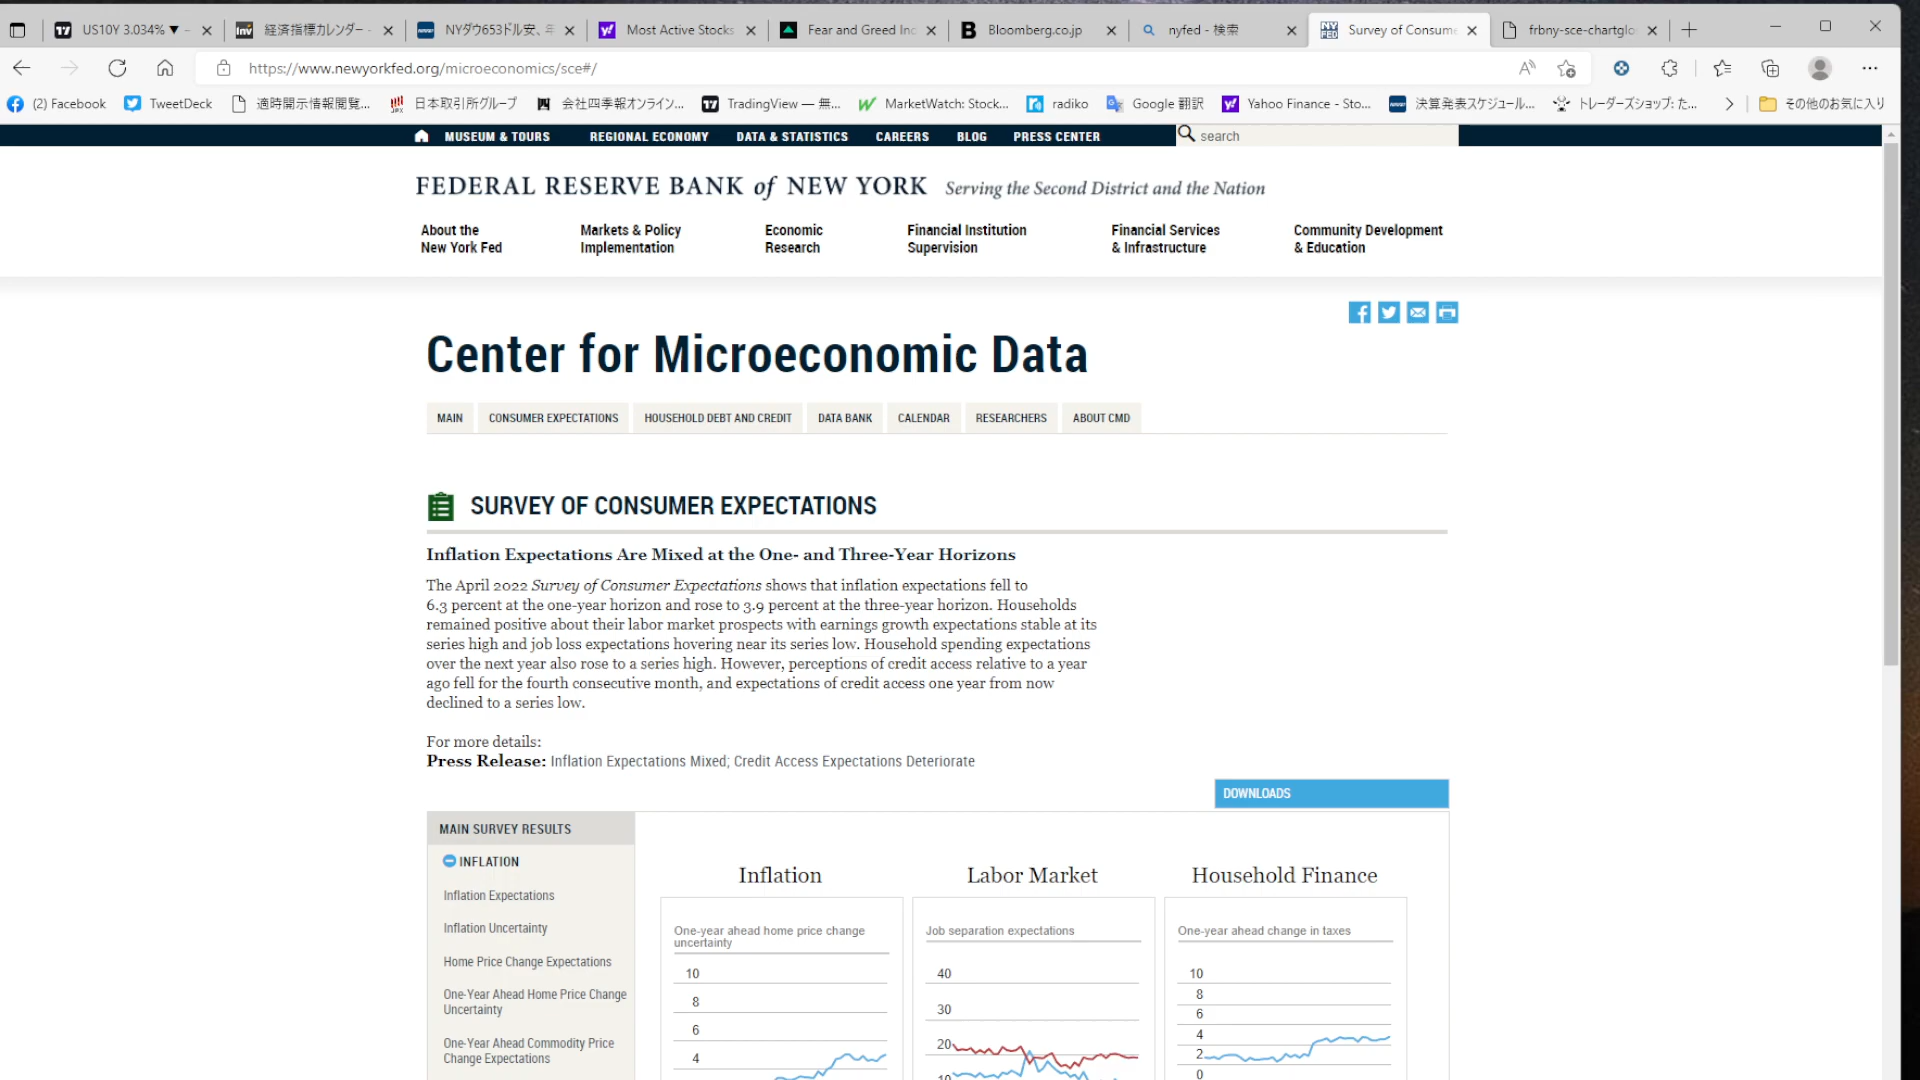 US10Y 3.034% ▼ −
経済指標カレンダー -
NYダウ653ドル安、年
Most Active Stocks
Fear and Greed Inc
Bloomberg.co.jp
nyfed - 検索
Survey of Consume
frbny-sce-chartglo
https://www.newyorkfed.org/microeconomics/sce#/
(2) Facebook
TweetDeck
適時開示情報閲覧...
日本取引所グループ
会社四季報オンライン...
TradingView — 無...
MarketWatch: Stock...
radiko
Google 翻訳
Yahoo Finance - Sto...
決算発表スケジュール...
トレーダーズショップ: た...
その他のお気に入り
MUSEUM & TOURS
REGIONAL ECONOMY
DATA & STATISTICS
CAREERS
BLOG
PRESS CENTER
search
FEDERAL RESERVE BANK of NEW YORK Serving the Second District and the Nation
About the
New York Fed
Markets & Policy
Implementation
Economic
Research
Financial Institution
Supervision
Financial Services
& Infrastructure
Community Development
& Education
Center for Microeconomic Data
MAIN
CONSUMER EXPECTATIONS
HOUSEHOLD DEBT AND CREDIT
DATA BANK
CALENDAR
RESEARCHERS
ABOUT CMD
SURVEY OF CONSUMER EXPECTATIONS
Inflation Expectations Are Mixed at the One- and Three-Year Horizons
The April 2022 Survey of Consumer Expectations shows that inflation expectations fell to
6.3 percent at the one-year horizon and rose to 3.9 percent at the three-year horizon. Households
remained positive about their labor market prospects with earnings growth expectations stable at its
series high and job loss expectations hovering near its series low. Household spending expectations
over the next year also rose to a series high. However, perceptions of credit access relative to a year
ago fell for the fourth consecutive month, and expectations of credit access one year from now
declined to a series low.
For more details:
Press Release: Inflation Expectations Mixed; Credit Access Expectations Deteriorate
DOWNLOADS
MAIN SURVEY RESULTS
INFLATION
Inflation Expectations
Inflation Uncertainty
Home Price Change Expectations
One-Year Ahead Home Price Change
Uncertainty
One-Year Ahead Commodity Price
Change Expectations
Inflation
One-year ahead home price change
uncertainty
10
8
6
4
Labor Market
Job separation expectations
40
30
20
10
Household Finance
One-year ahead change in taxes
10
8
6
4
2
0